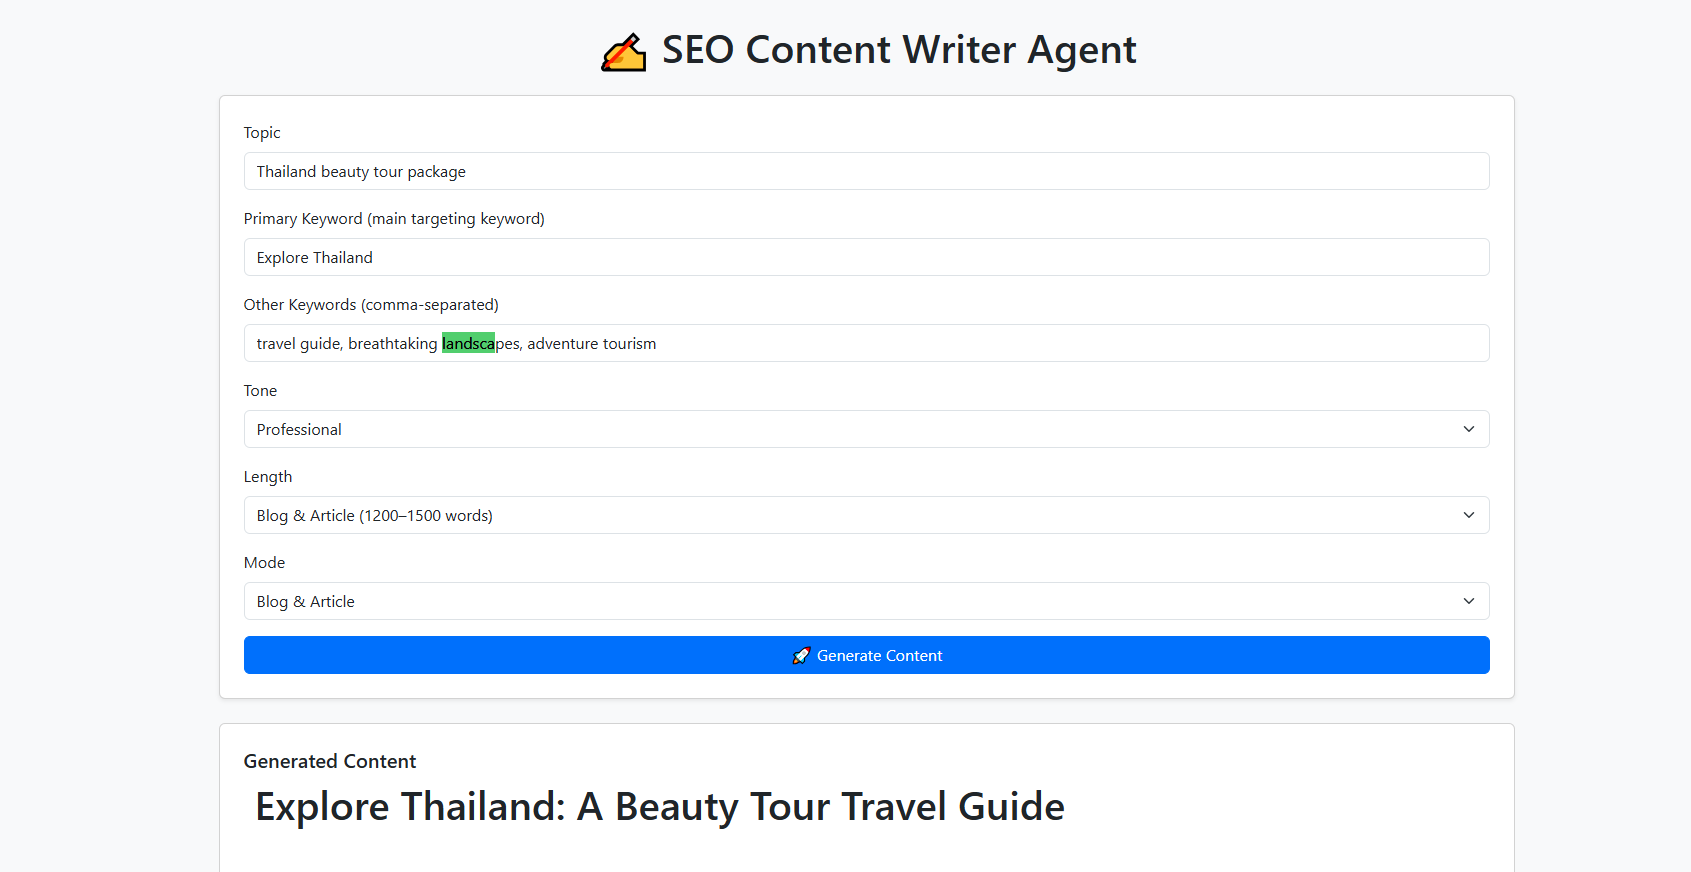 ✍️ SEO Content Writer Agent
Topic
Thailand beauty tour package
Primary Keyword (main targeting keyword)
Explore Thailand
Other Keywords (comma-separated)
travel guide, breathtaking landscapes, adventure tourism
Tone
Professional
Length
Blog & Article (1200–1500 words)
Mode
Blog & Article
🚀 Generate Content
Generated Content
Explore Thailand: A Beauty Tour Travel Guide